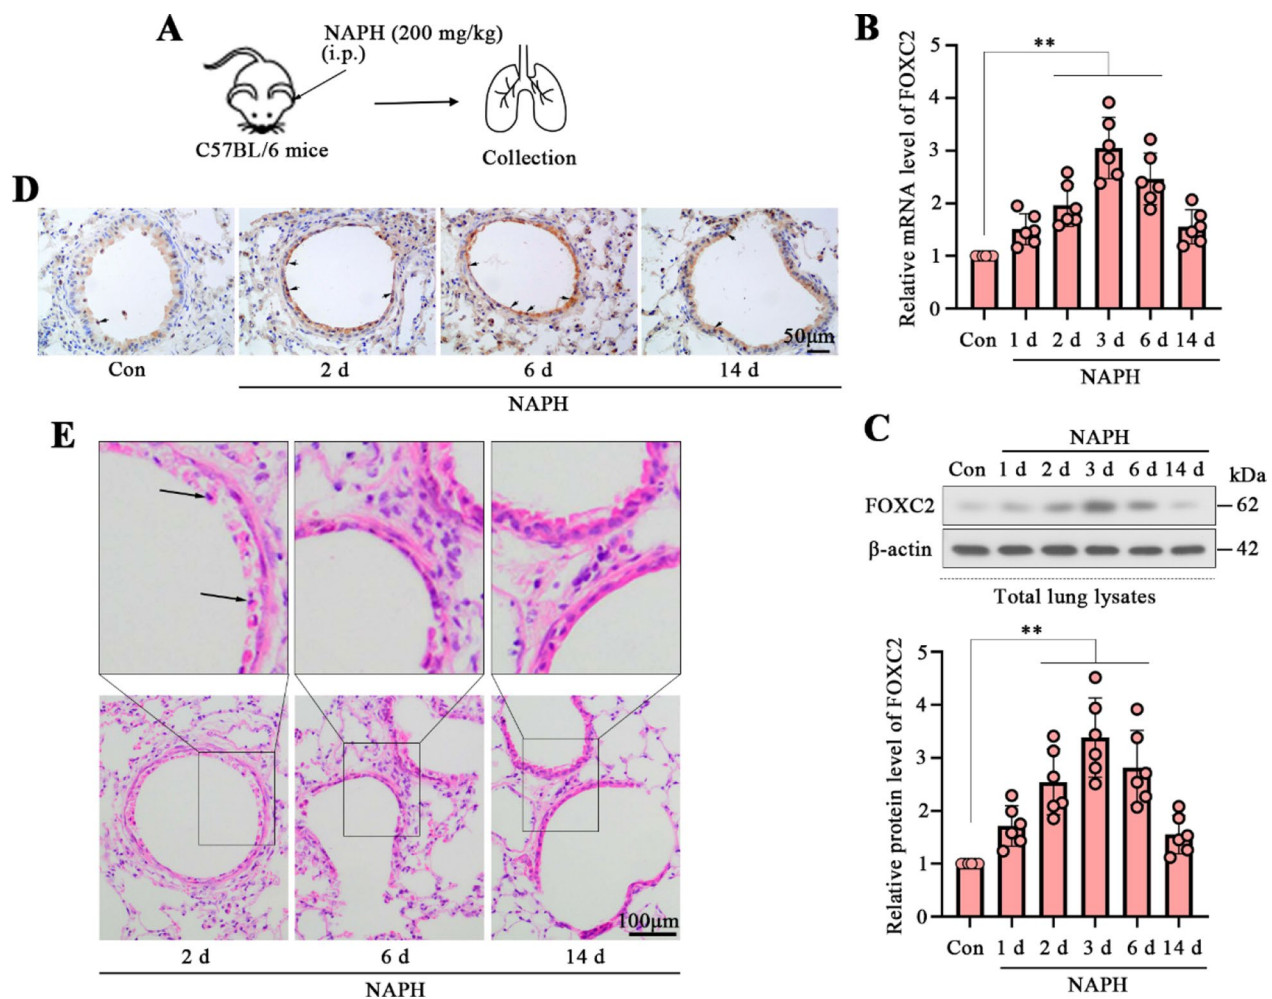 A
NAPH (200 mg/kg)
(i.p.)
C57BL/6 mice
Collection
B
Relative mRNA level of FOXC2
5
4
3
2
1
0
**
Con 1 d 2 d 3 d 6 d 14 d
NAPH
D
50μm
Con 2 d 6 d 14 d
NAPH
C
NAPH
Con 1 d 2 d 3 d 6 d 14 d kDa
FOXC2 62
β-actin 42
Total lung lysates
Relative protein level of FOXC2
5
4
3
2
1
0
**
Con 1 d 2 d 3 d 6 d 14 d
NAPH
E
100μm
2 d 6 d 14 d
NAPH